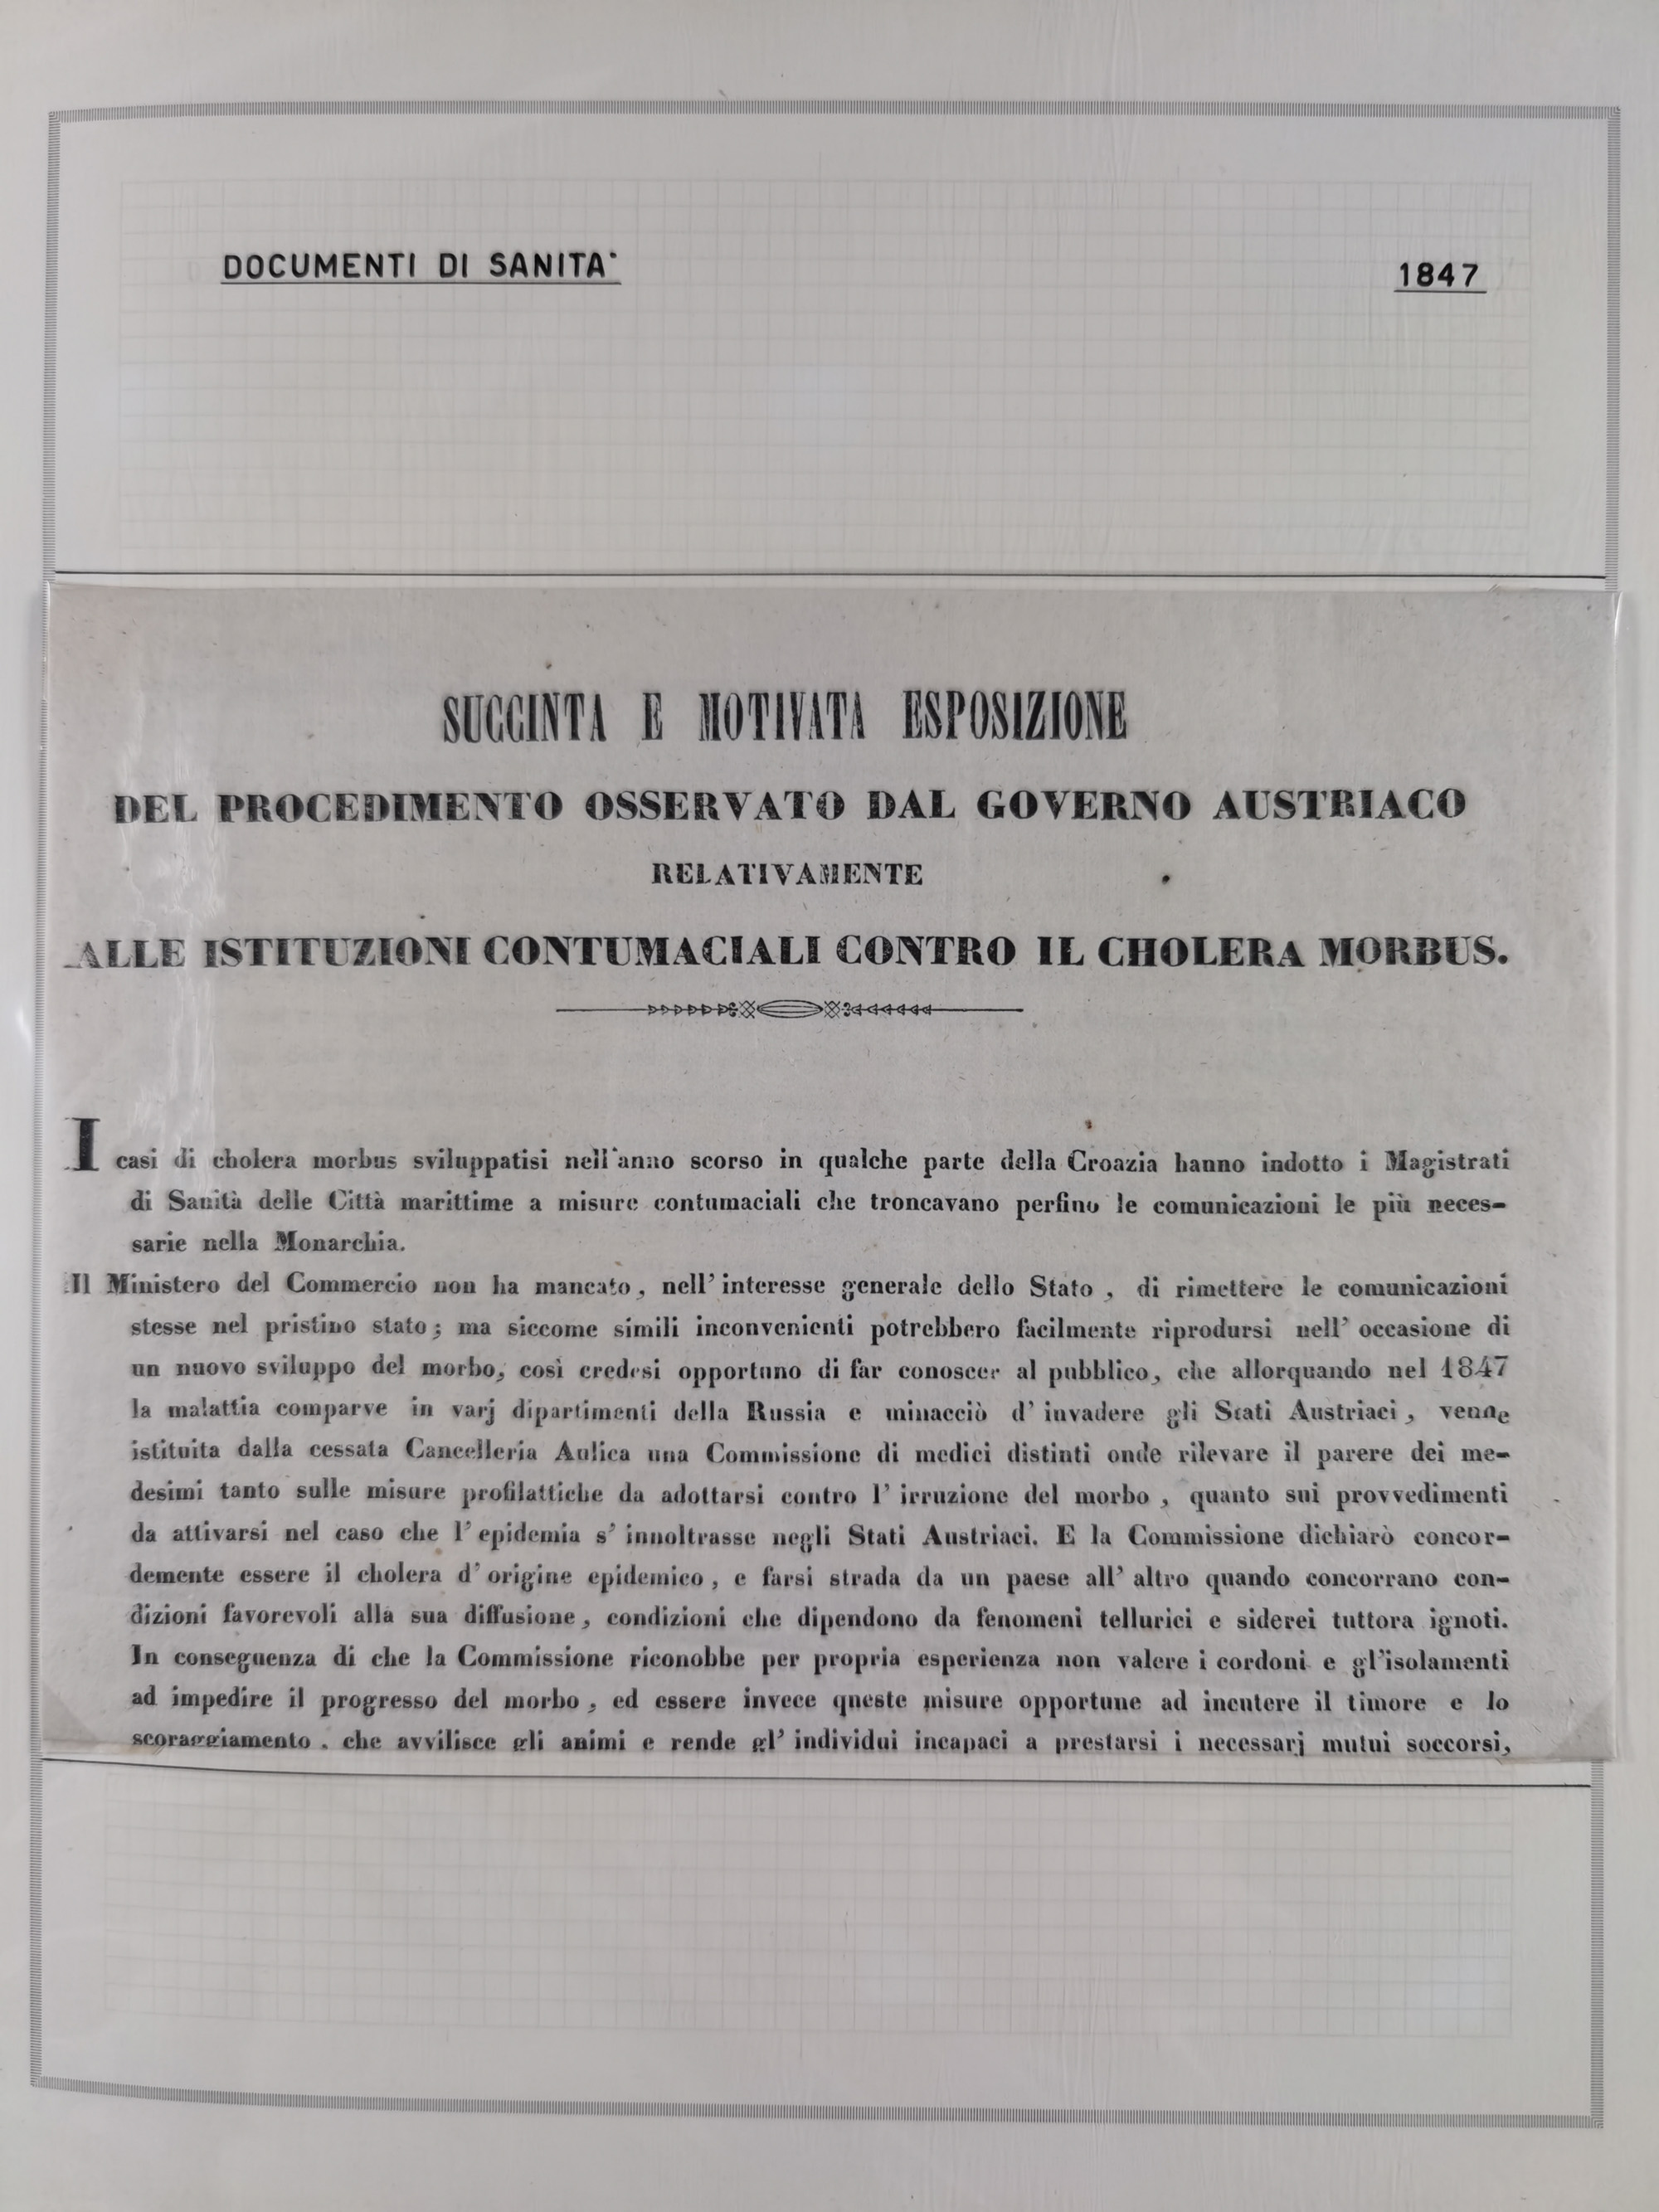 DOCUMENTI DI SANITA'
1847
SUCCINTA E MOTIVATA ESPOSIZIONE
DEL PROCEDIMENTO OSSERVATO DAL GOVERNO AUSTRIACO
RELATIVAMENTE
ALLE ISTITUZIONI CONTUMACIALI CONTRO IL CHOLERA MORBUS.
I casi di cholera morbus sviluppatisi nell'anno scorso in qualche parte della Croazia hanno indotto i Magistrati
di Sanità delle Città marittime a misure contumaciali che troncavano perfino le comunicazioni le più neces-
sarie nella Monarchia.
Il Ministero del Commercio non ha mancato, nell' interesse generale dello Stato, di rimettere le comunicazioni
stesse nel pristino stato; ma siccome simili inconvenienti potrebbero facilmente riprodursi nell' occasione di
un nuovo sviluppo del morbo, così credesi opportuno di far conoscer al pubblico, che allorquando nel 1847
la malattia comparve in varj dipartimenti della Russia e minacciò d' invadere gli Stati Austriaci, venne
istituita dalla cessata Cancelleria Aulica una Commissione di medici distinti onde rilevare il parere dei me-
desimi tanto sulle misure profilattiche da adottarsi contro l' irruzione del morbo, quanto sui provvedimenti
da attivarsi nel caso che l' epidemia s' innoltrasse negli Stati Austriaci. E la Commissione dichiarò concor-
demente essere il cholera d' origine epidemico, e farsi strada da un paese all' altro quando concorrano con-
dizioni favorevoli alla sua diffusione, condizioni che dipendono da fenomeni tellurici e siderei tuttora ignoti.
In conseguenza di che la Commissione riconobbe per propria esperienza non valere i cordoni e gl'isolamenti
ad impedire il progresso del morbo, ed essere invece queste misure opportune ad incutere il timore e lo
scoraggiamento, che avvilisce gli animi e rende gl' individui incapaci a prestarsi i necessarj mutui soccorsi,